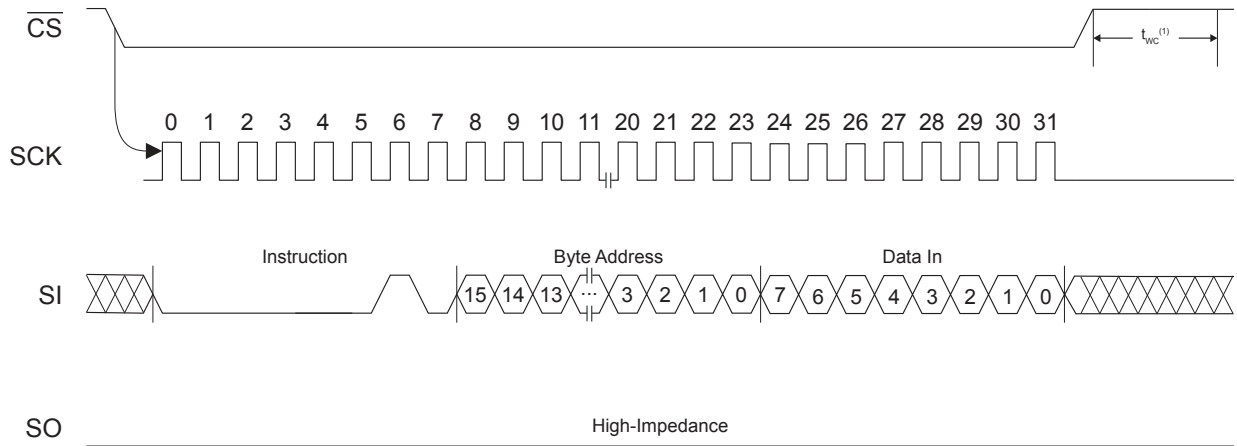 CS
tWC(1)
0 1 2 3 4 5 6 7 8 9 10 11 20 21 22 23 24 25 26 27 28 29 30 31
SCK
Instruction Byte Address Data In
SI 15 14 13 ... 3 2 1 0 7 6 5 4 3 2 1 0
SO High-Impedance